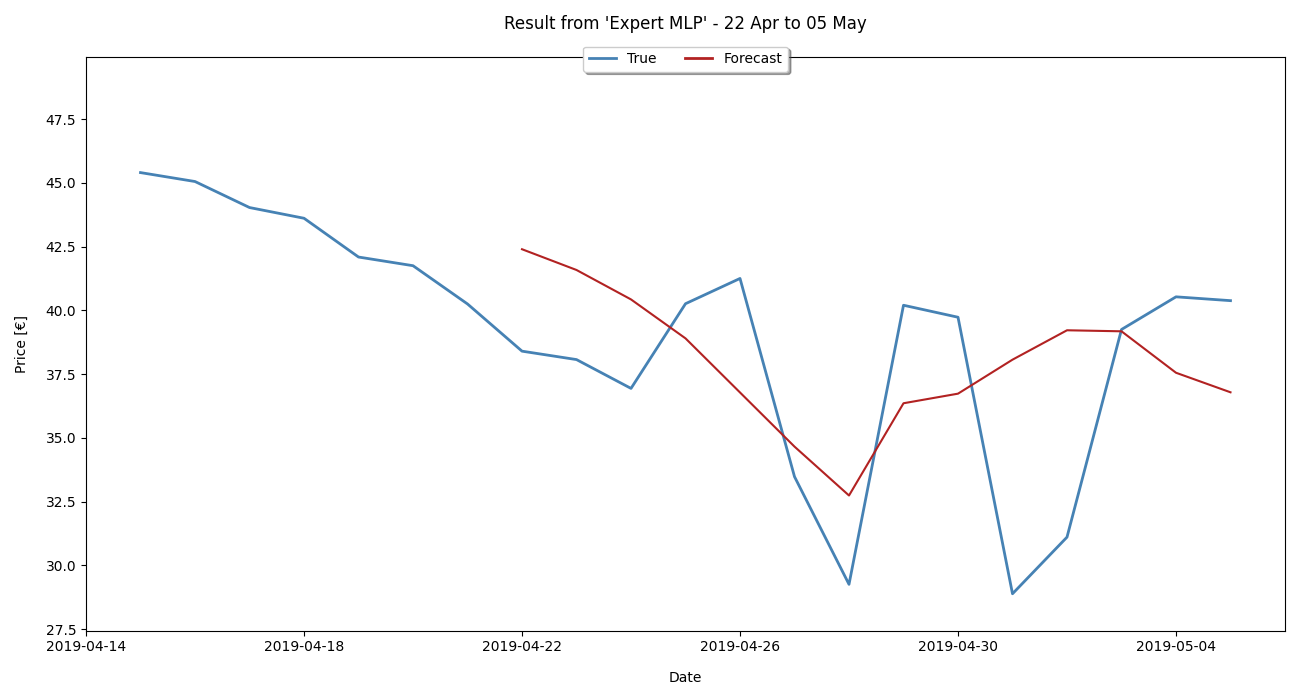 Result from 'Expert MLP' - 22 Apr to 05 May
True Forecast
47.5
45.0
42.5
40.0
37.5
35.0
32.5
30.0
27.5
Price [€]
2019-04-14 2019-04-18 2019-04-22 2019-04-26 2019-04-30 2019-05-04
Date